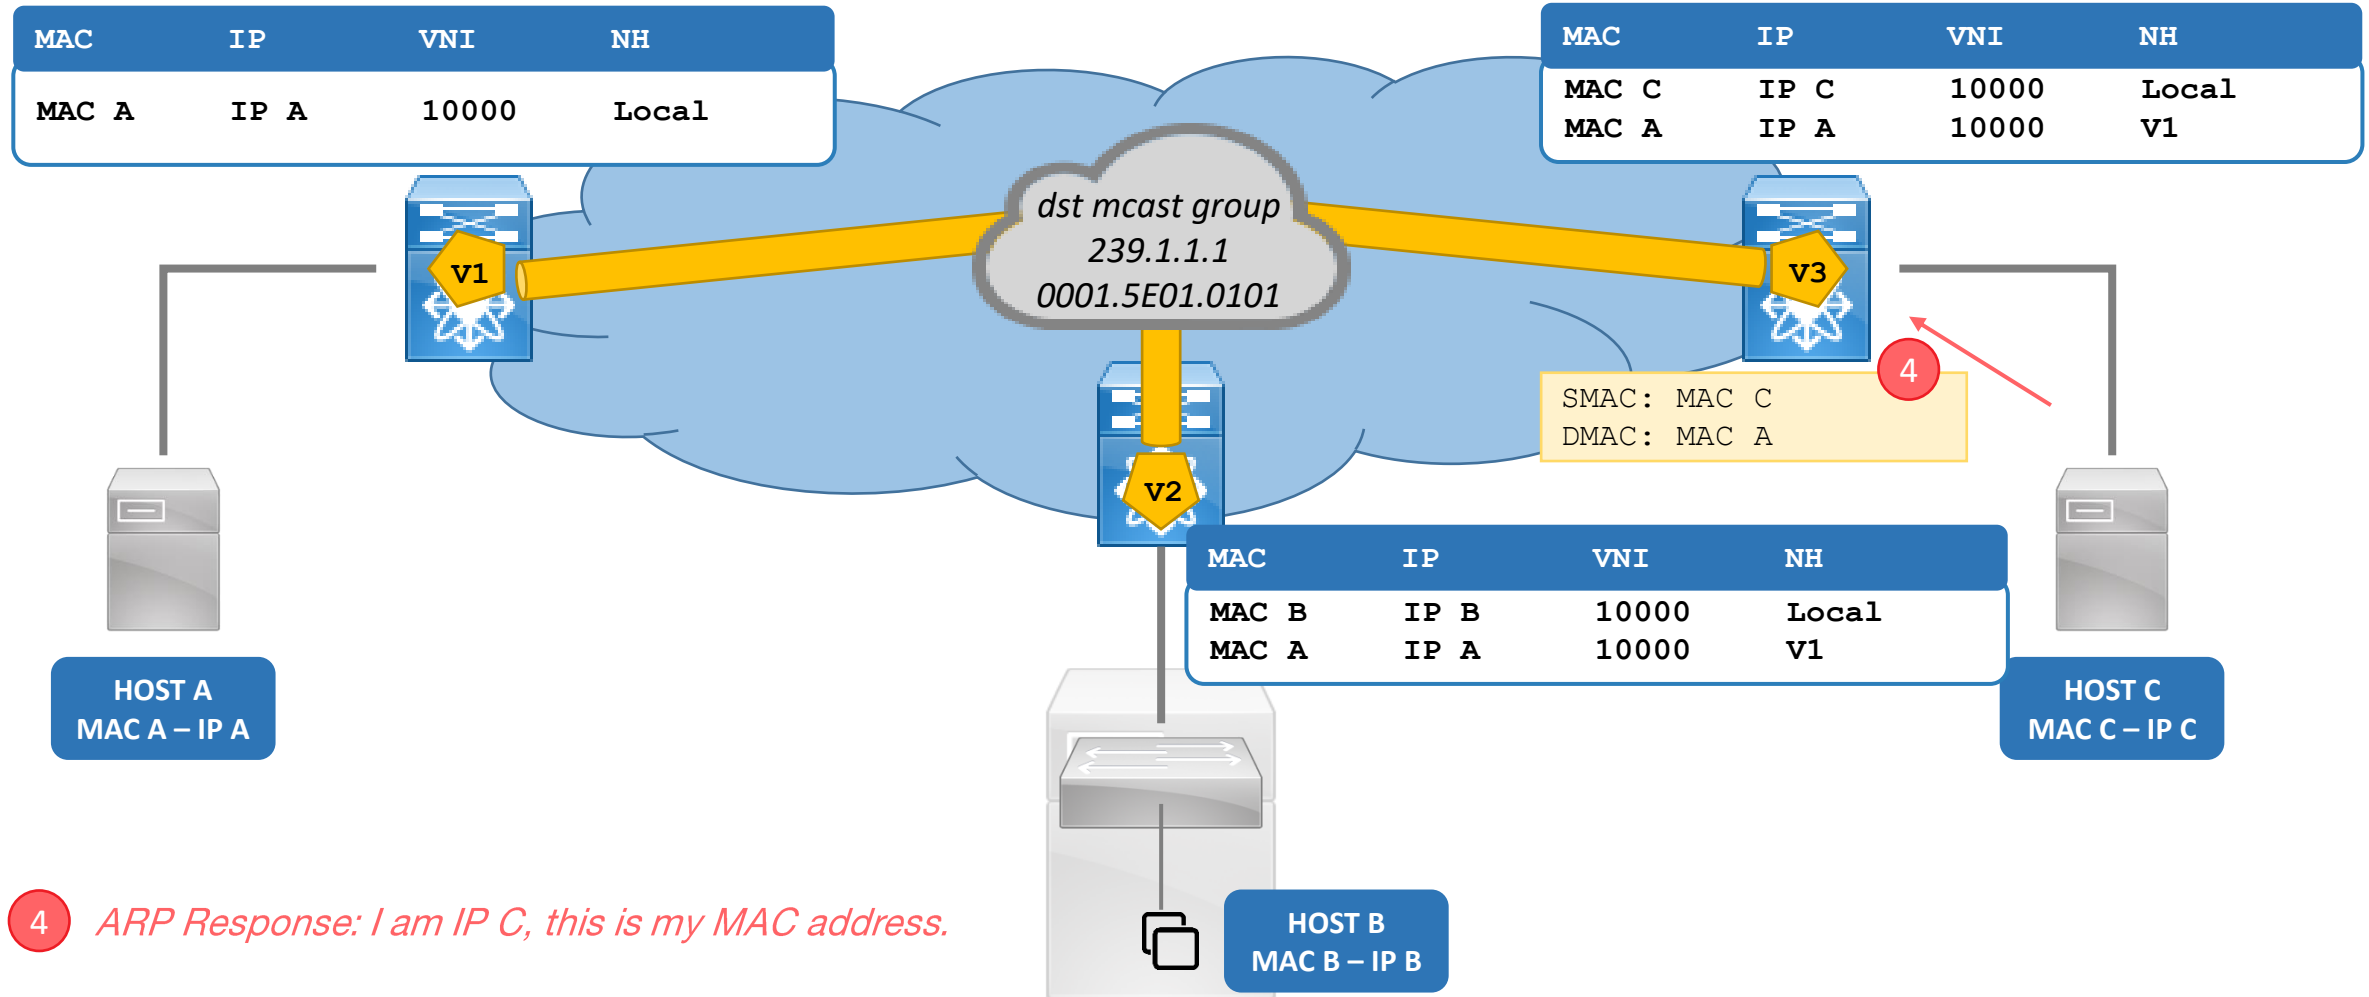 MAC IP VNI NH
MAC A IP A 10000 Local
MAC IP VNI NH
MAC C IP C 10000 Local
MAC A IP A 10000 V1
dst mcast group
239.1.1.1
0001.5E01.0101
V1
V3
4
SMAC: MAC C
DMAC: MAC A
V2
MAC IP VNI NH
MAC B IP B 10000 Local
MAC A IP A 10000 V1
HOST A
MAC A – IP A
HOST C
MAC C – IP C
4 ARP Response: I am IP C, this is my MAC address.
HOST B
MAC B – IP B